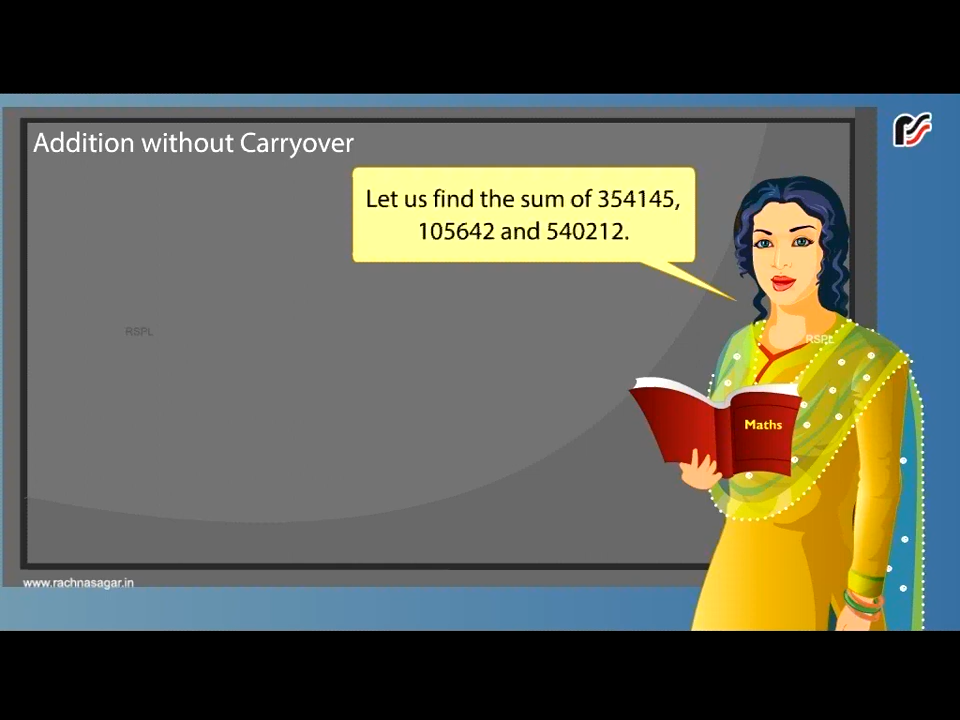 Addition without Carryover
Let us find the sum of 354145,
105642 and 540212.
RSPL
RSPL
Maths
www.rachnasagar.in